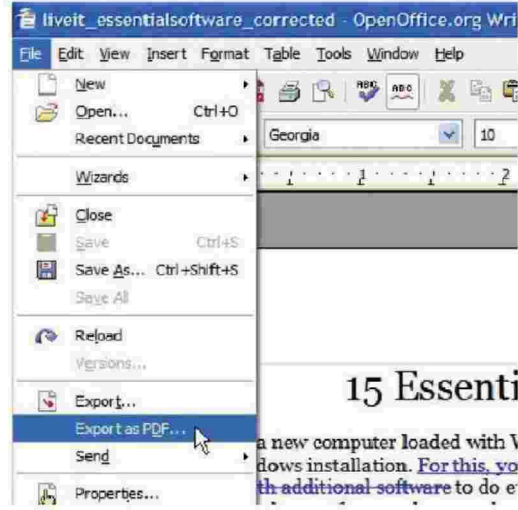 liveit_essentialsoftware_corrected - OpenOffice.org Wri
File Edit View Insert Format Table Tools Window Help
New
Open... Ctrl+O
Recent Documents
Georgia 10
Wizards
1 2
Close
Save Ctrl+S
Save As... Ctrl+Shift+S
Save All
Reload
Versions...
15 Essenti
Export...
Export as PDF...
a new computer loaded with W
Send
dows installation. For this, yo
th additional software to do e
Properties...